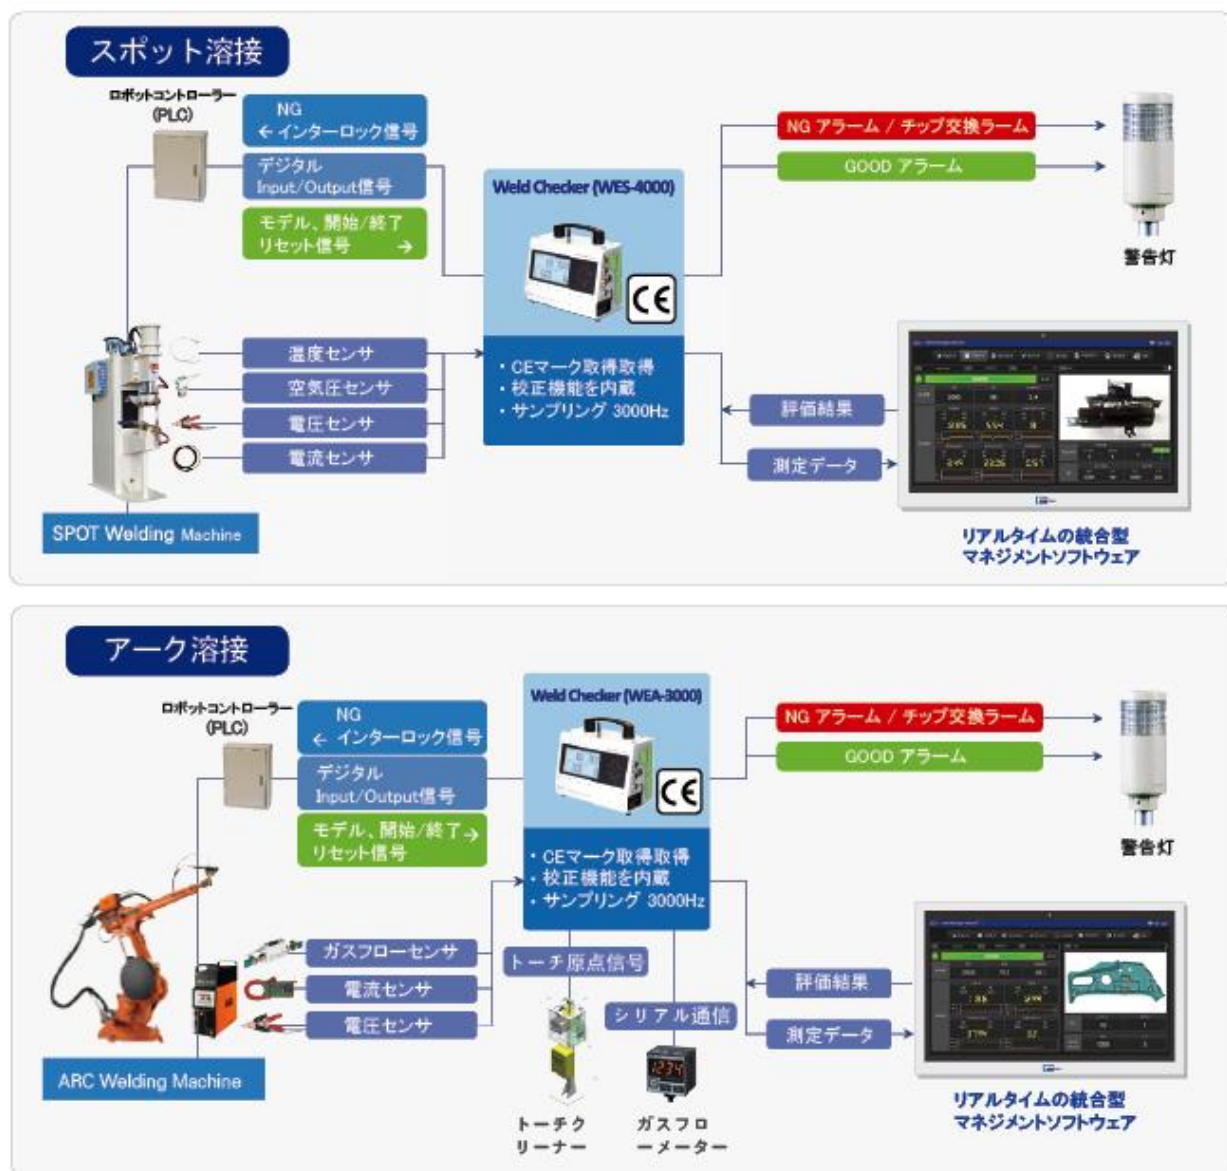 スポット溶接
ロボットコントローラー
(PLC)
NG
← インターロック信号
デジタル
Input/Output信号
モデル、開始/終了
リセット信号 →
Weld Checker (WES-4000)
CE
・CEマーク取得取得
・校正機能を内蔵
・サンプリング 3000Hz
NG アラーム / チップ交換ラーム
GOOD アラーム
警告灯
温度センサ
空気圧センサ
電圧センサ
電流センサ
SPOT Welding Machine
評価結果
測定データ
リアルタイムの統合型
マネジメントソフトウェア
アーク溶接
ロボットコントローラー
(PLC)
NG
← インターロック信号
デジタル
Input/Output信号
モデル、開始/終了→
リセット信号
Weld Checker (WEA-3000)
CE
・CEマーク取得取得
・校正機能を内蔵
・サンプリング 3000Hz
NG アラーム / チップ交換ラーム
GOOD アラーム
警告灯
ガスフローセンサ
電流センサ
電圧センサ
ARC Welding Machine
トーチ原点信号
シリアル通信
1234
トーチク
リーナー
ガスフロ
ーメーター
評価結果
測定データ
リアルタイムの統合型
マネジメントソフトウェア